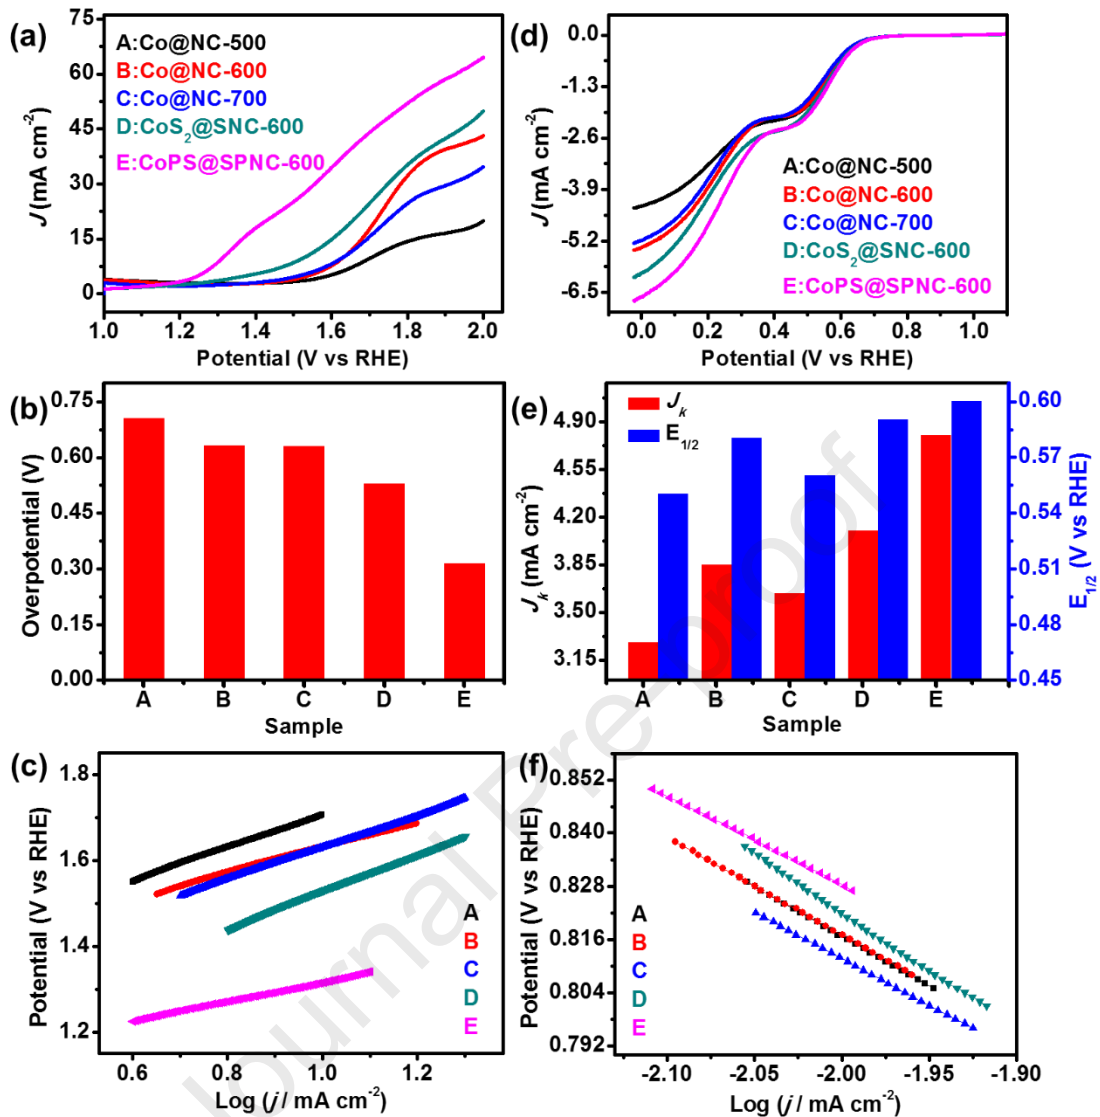 (a)
75
60
45
30
15
0
J (mA cm-2)
A:Co@NC-500
B:Co@NC-600
C:Co@NC-700
D:CoS2@SNC-600
E:CoPS@SPNC-600
1.0 1.2 1.4 1.6 1.8 2.0
Potential (V vs RHE)
(d)
0.0
-1.3
-2.6
-3.9
-5.2
-6.5
J (mA cm-2)
A:Co@NC-500
B:Co@NC-600
C:Co@NC-700
D:CoS2@SNC-600
E:CoPS@SPNC-600
0.0 0.2 0.4 0.6 0.8 1.0
Potential (V vs RHE)
(b)
0.75
0.60
0.45
0.30
0.15
0.00
Overpotential (V)
A B C D E
Sample
(e)
Jk
E1/2
4.90
4.55
4.20
3.85
3.50
3.15
Jk (mA cm-2)
0.60
0.57
0.54
0.51
0.48
0.45
E1/2 (V vs RHE)
A B C D E
Sample
(c)
1.8
1.6
1.4
1.2
Potential (V vs RHE)
A
B
C
D
E
0.6 0.8 1.0 1.2
Log (j / mA cm-2)
(f)
0.852
0.840
0.828
0.816
0.804
0.792
Potential (V vs RHE)
A
B
C
D
E
-2.10 -2.05 -2.00 -1.95 -1.90
Log (j / mA cm-2)
Journal Pre-proof